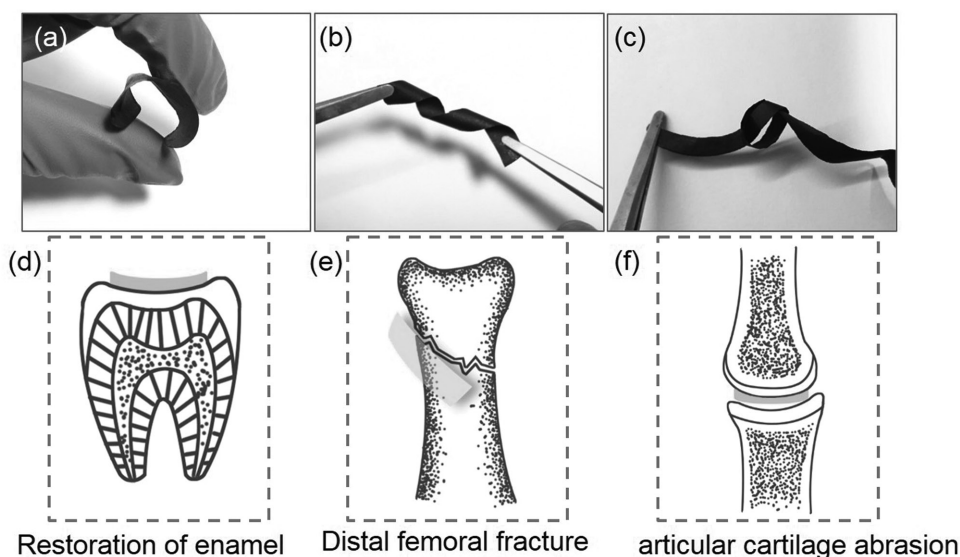 (a)
(b)
(c)
(d)
(e)
(f)
Restoration of enamel
Distal femoral fracture
articular cartilage abrasion